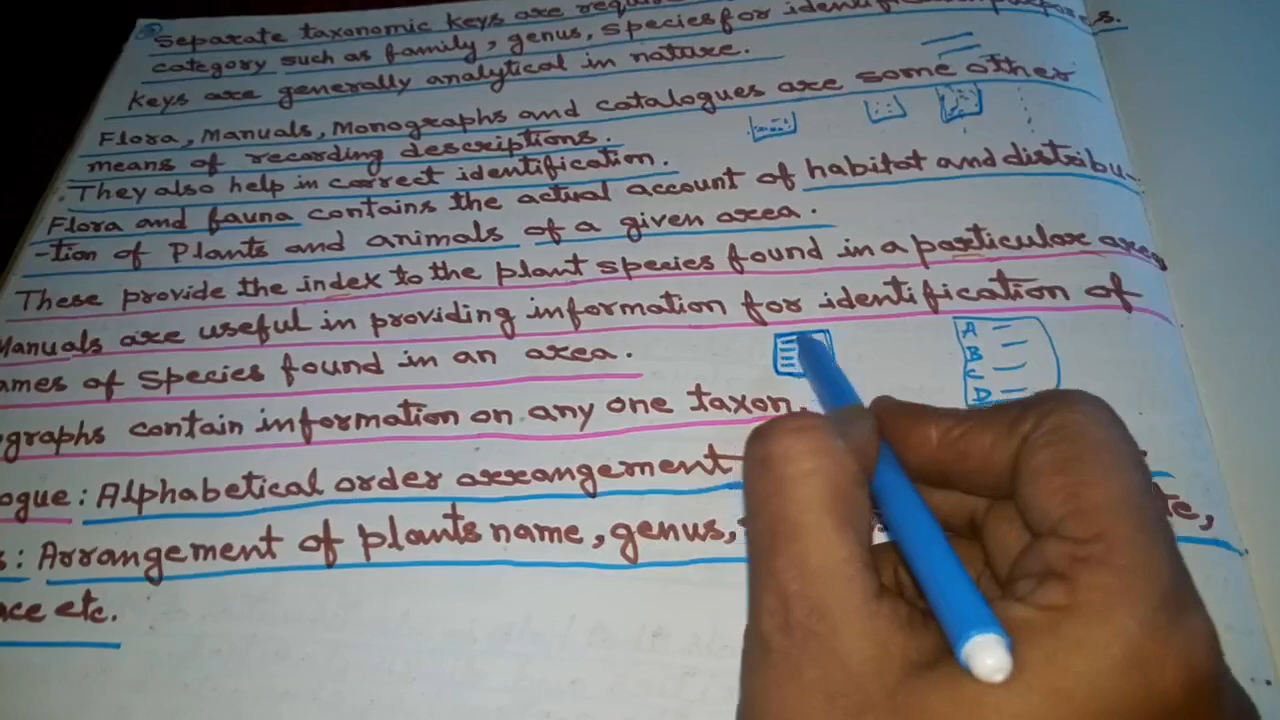 Separate taxonomic keys are
category such as family, genus, species for
keys are generally analytical in nature.
Flora, Manuals, Monographs and catalogues are some other
means of recording descriptions.
They also help in correct identification.
Flora and fauna contains the actual account of habitat and distribu-
-tion of Plants and animals of a given area.
These provide the index to the plant species found in a particular area
Manuals are useful in providing information for identification of
ames of species found in an area.
graphs contain information on any one taxon.
ogue: Alphabetical order arrangement
s: Arrangement of plants name, genus,
ace etc.
A
B
C
D